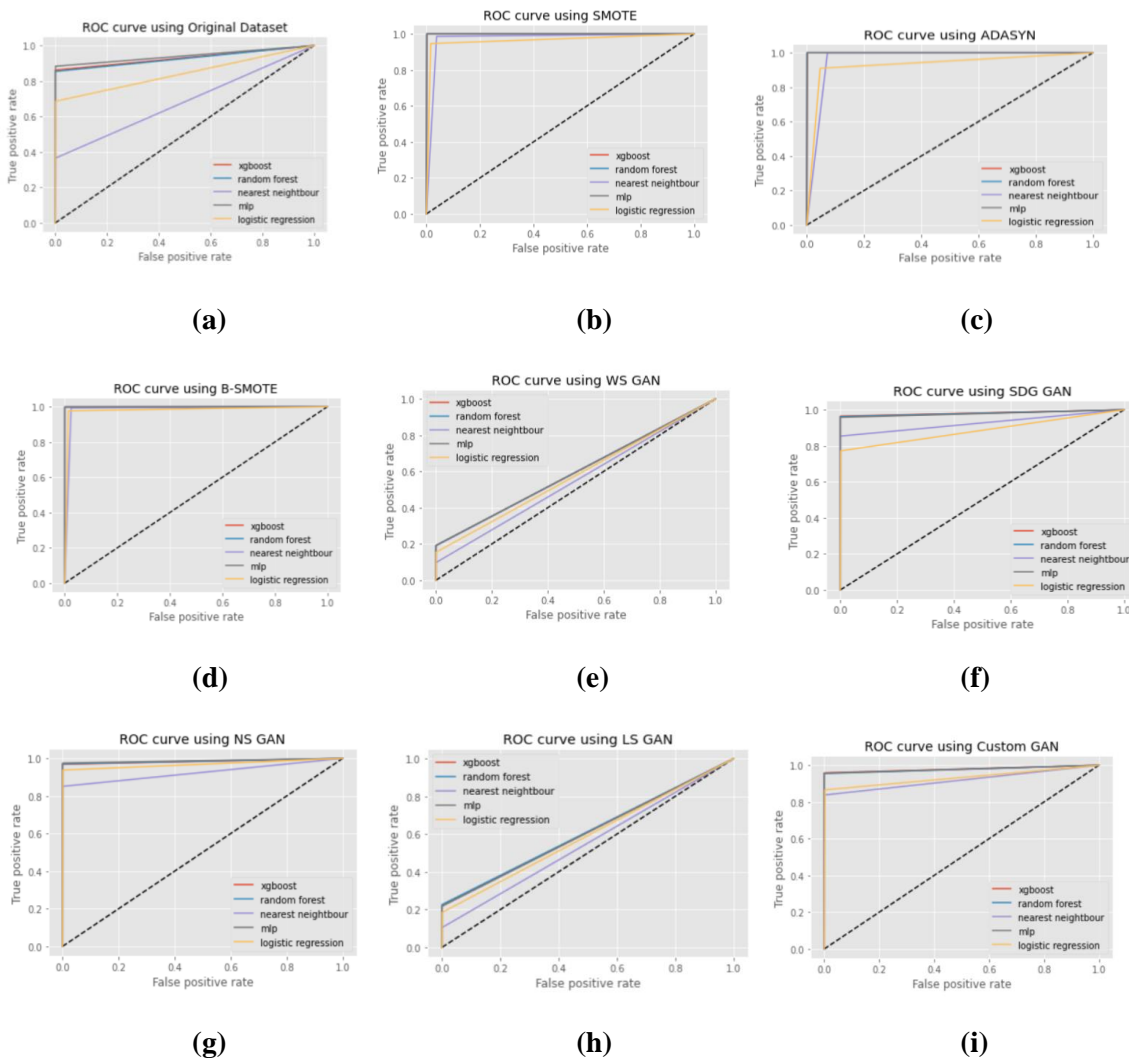 ROC curve using Original Dataset
1.0
0.8
0.6
0.4
0.2
0.0
True positive rate
xgboost
random forest
nearest neightbour
mlp
logistic regression
0.0 0.2 0.4 0.6 0.8 1.0
False positive rate
(a)
ROC curve using SMOTE
1.0
0.8
0.6
0.4
0.2
0.0
True positive rate
xgboost
random forest
nearest neightbour
mlp
logistic regression
0.0 0.2 0.4 0.6 0.8 1.0
False positive rate
(b)
ROC curve using ADASYN
1.0
0.8
0.6
0.4
0.2
0.0
True positive rate
xgboost
random forest
nearest neightbour
mlp
logistic regression
0.0 0.2 0.4 0.6 0.8 1.0
False positive rate
(c)
ROC curve using B-SMOTE
1.0
0.8
0.6
0.4
0.2
0.0
True positive rate
xgboost
random forest
nearest neightbour
mlp
logistic regression
0.0 0.2 0.4 0.6 0.8 1.0
False positive rate
(d)
ROC curve using WS GAN
1.0
0.8
0.6
0.4
0.2
0.0
True positive rate
xgboost
random forest
nearest neightbour
mlp
logistic regression
0.0 0.2 0.4 0.6 0.8 1.0
False positive rate
(e)
ROC curve using SDG GAN
1.0
0.8
0.6
0.4
0.2
0.0
True positive rate
xgboost
random forest
nearest neightbour
mlp
logistic regression
0.0 0.2 0.4 0.6 0.8 1.0
False positive rate
(f)
ROC curve using NS GAN
1.0
0.8
0.6
0.4
0.2
0.0
True positive rate
xgboost
random forest
nearest neightbour
mlp
logistic regression
0.0 0.2 0.4 0.6 0.8 1.0
False positive rate
(g)
ROC curve using LS GAN
1.0
0.8
0.6
0.4
0.2
0.0
True positive rate
xgboost
random forest
nearest neightbour
mlp
logistic regression
0.0 0.2 0.4 0.6 0.8 1.0
False positive rate
(h)
ROC curve using Custom GAN
1.0
0.8
0.6
0.4
0.2
0.0
True positive rate
xgboost
random forest
nearest neightbour
mlp
logistic regression
0.0 0.2 0.4 0.6 0.8 1.0
False positive rate
(i)